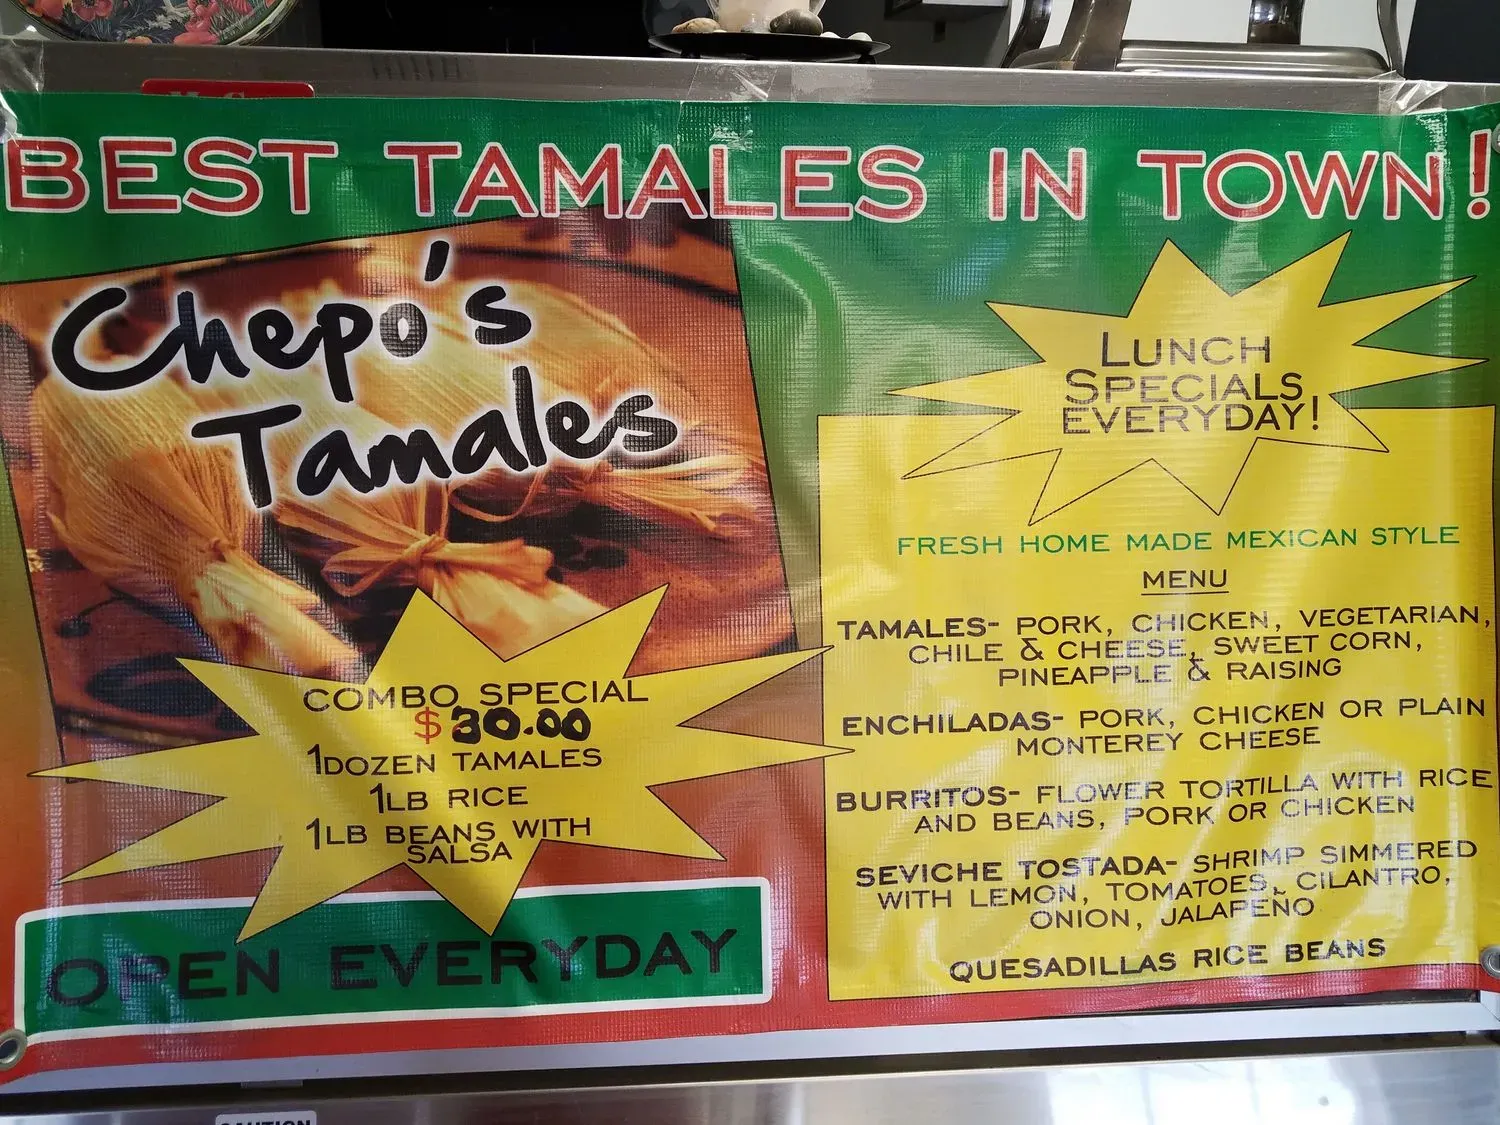 BEST TAMALES IN TOWN!
Chepo's
Tamales
COMBO SPECIAL
$30.00
1DOZEN TAMALES
1LB RICE
1LB BEANS WITH
SALSA
OPEN EVERYDAY
LUNCH
SPECIALS
EVERYDAY!
FRESH HOME MADE MEXICAN STYLE
MENU
TAMALES- PORK, CHICKEN, VEGETARIAN,
CHILE & CHEESE, SWEET CORN,
PINEAPPLE & RAISING
ENCHILADAS- PORK, CHICKEN OR PLAIN
MONTEREY CHEESE
BURRITOS- FLOWER TORTILLA WITH RICE
AND BEANS, PORK OR CHICKEN
SEVICHE TOSTADA- SHRIMP SIMMERED
WITH LEMON, TOMATOES, CILANTRO,
ONION, JALAPEÑO
QUESADILLAS RICE BEANS
CAUTION